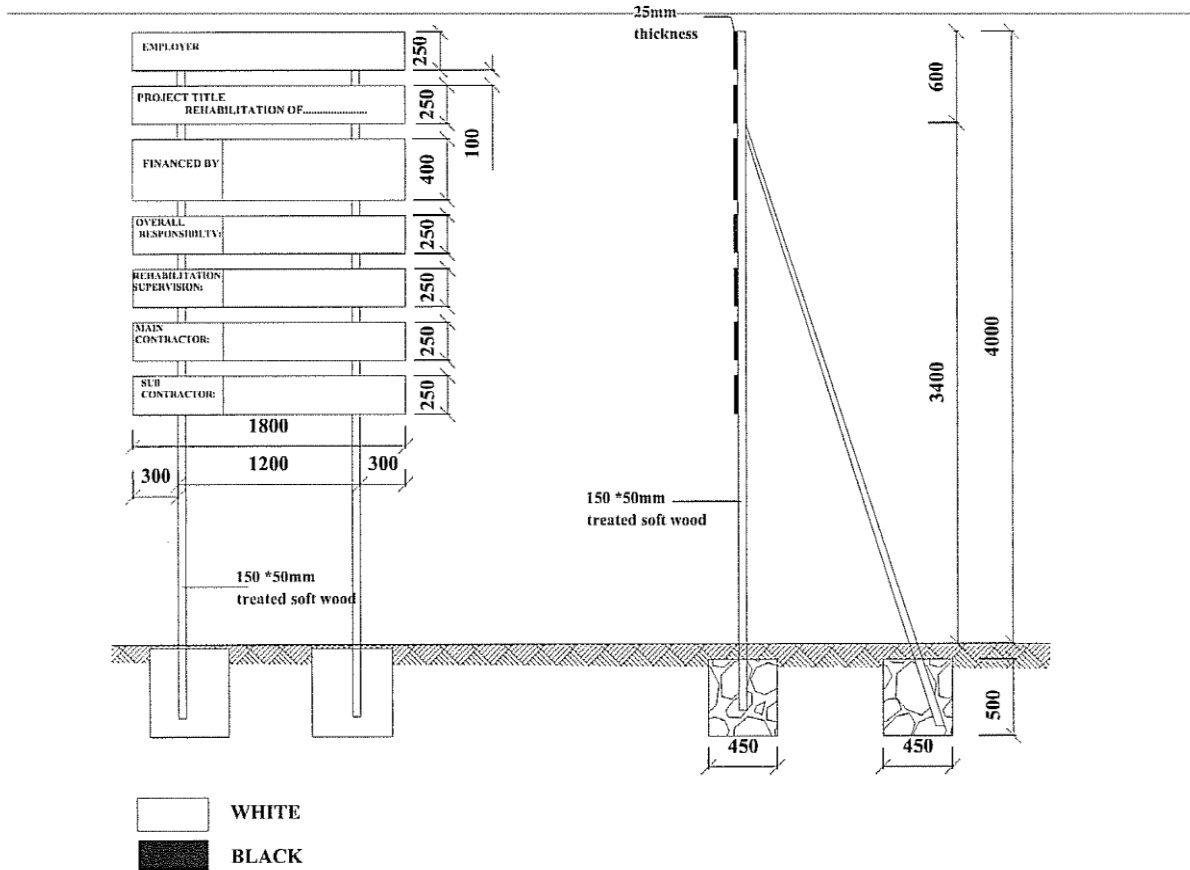 EMPLOYER
PROJECT TITLE
REHABILITATION OF......................
FINANCED BY
OVERALL
RESPONSIBILTY:
REHABILITATION
SUPERVISION:
MAIN
CONTRACTOR:
SUB
CONTRACTOR:
250
250
100
400
250
250
250
250
1800
300
1200
300
150 *50mm
treated soft wood
25mm
thickness
600
3400
4000
150 *50mm
treated soft wood
500
450
450
WHITE
BLACK